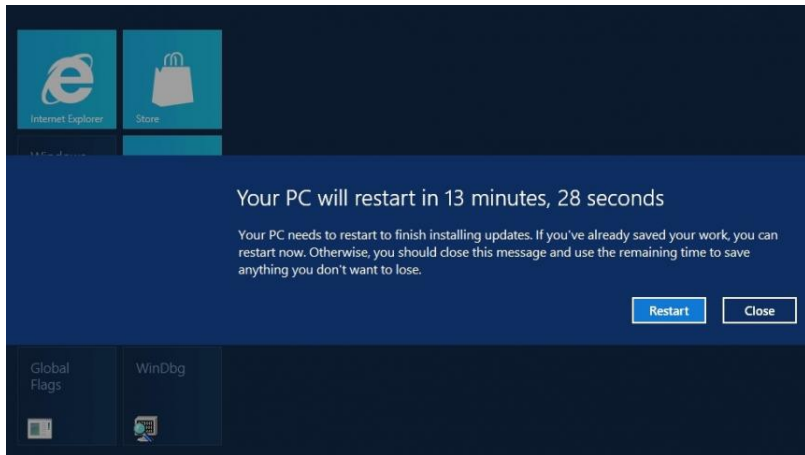 Internet Explorer
Store
Windows
Your PC will restart in 13 minutes, 28 seconds
Your PC needs to restart to finish installing updates. If you've already saved your work, you can
restart now. Otherwise, you should close this message and use the remaining time to save
anything you don't want to lose.
Restart
Close
Global
Flags
WinDbg